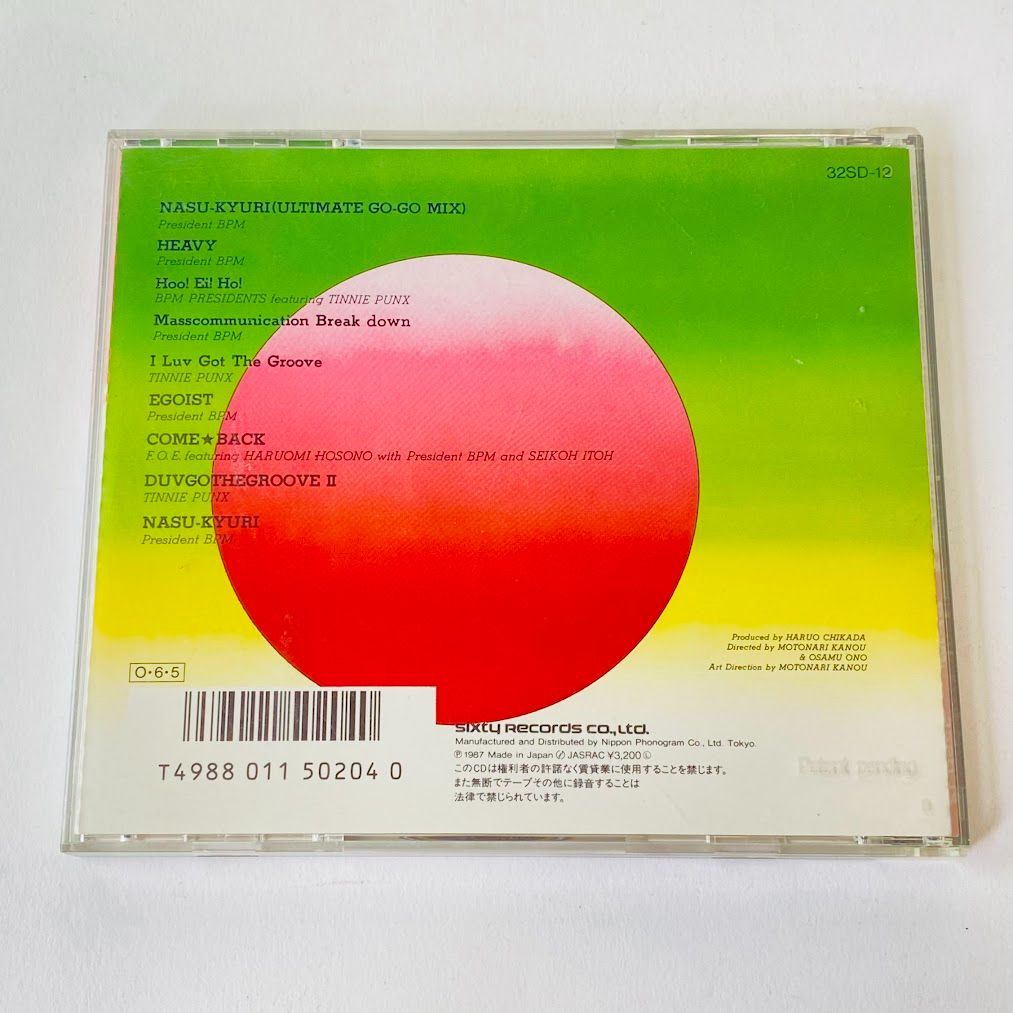 32SD-12
NASU-KYURI(ULTIMATE GO-GO MIX)
President BPM
HEAVY
President BPM
Hoo! Ei! Ho!
BPM PRESIDENTS featuring TINNIE PUNX
Masscommunication Break down
President BPM
I Luv Got The Groove
TINNIE PUNX
EGOIST
President BPM
COME★BACK
F.O.E. featuring HARUOMI HOSONO with President BPM and SEIKOH ITOH
DUVGOTHEGROOVE II
TINNIE PUNX
NASU-KYURI
President BPM
Produced by HARUO CHIKADA
Directed by MOTONARI KANOU
& OSAMU ONO
Art Direction by MOTONARI KANOU
O・6・5
T4988 011 50204 0
Sixty Records co.,Ltd.
Manufactured and Distributed by Nippon Phonogram Co., Ltd. Tokyo.
Ⓟ 1987 Made in Japan JASRAC ¥3,200 Ⓛ
このCDは権利者の許諾なく賃貸業に使用することを禁じます。
また無断でテープその他に録音することは
法律で禁じられています。
Patent pending